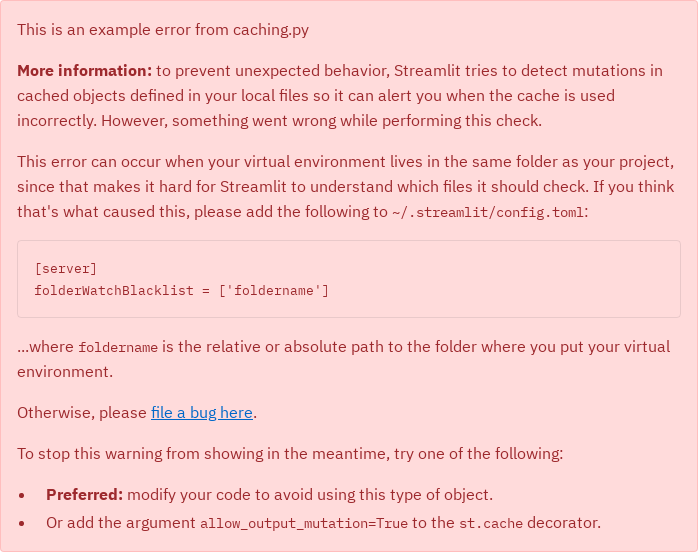 This is an example error from caching.py
More information: to prevent unexpected behavior, Streamlit tries to detect mutations in
cached objects defined in your local files so it can alert you when the cache is used
incorrectly. However, something went wrong while performing this check.
This error can occur when your virtual environment lives in the same folder as your project,
since that makes it hard for Streamlit to understand which files it should check. If you think
that's what caused this, please add the following to ~/.streamlit/config.toml:
[server]
folderWatchBlacklist = ['foldername']
...where foldername is the relative or absolute path to the folder where you put your virtual
environment.
Otherwise, please file a bug here.
To stop this warning from showing in the meantime, try one of the following:
• Preferred: modify your code to avoid using this type of object.
• Or add the argument allow_output_mutation=True to the st.cache decorator.